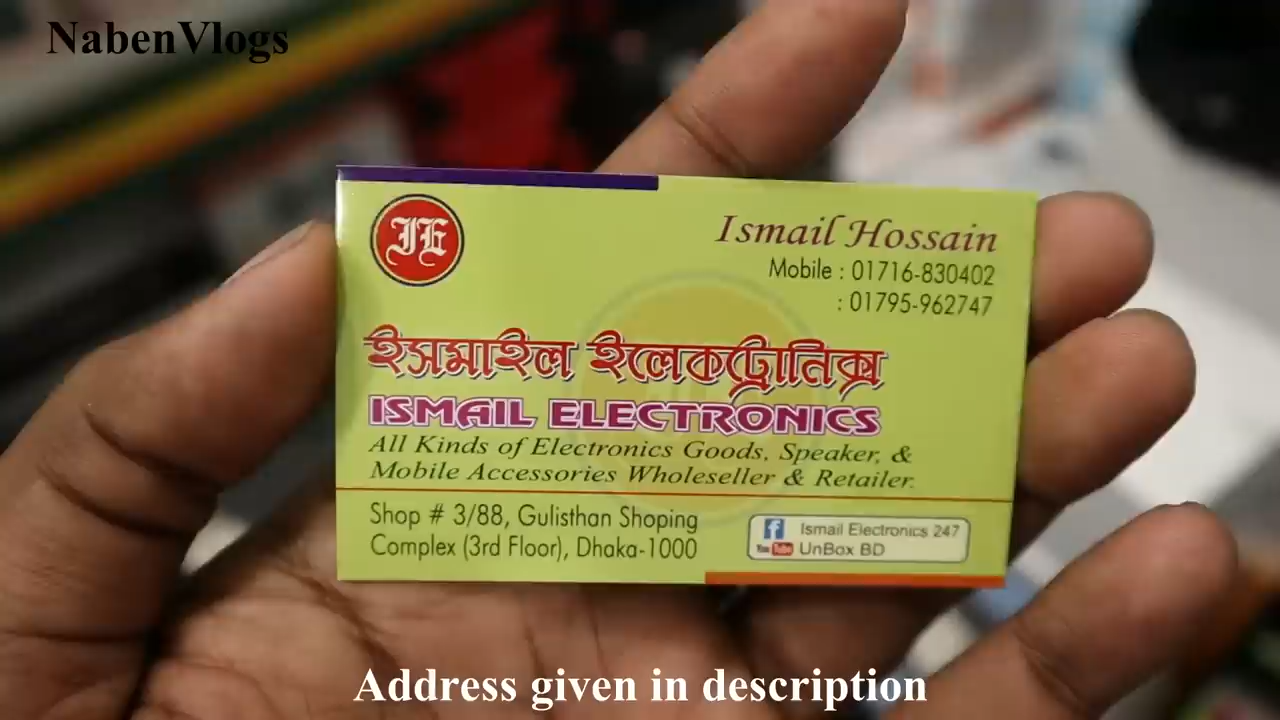 NabenVlogs
JE
Ismail Hossain
Mobile : 01716-830402
: 01795-962747
ইসমাইল ইলেকট্রোনিক্স
ISMAIL ELECTRONICS
All Kinds of Electronics Goods, Speaker, &
Mobile Accessories Wholeseller & Retailer.
Shop # 3/88, Gulisthan Shoping
Complex (3rd Floor), Dhaka-1000
f Ismail Electronics 247
YouTube UnBox BD
Address given in description